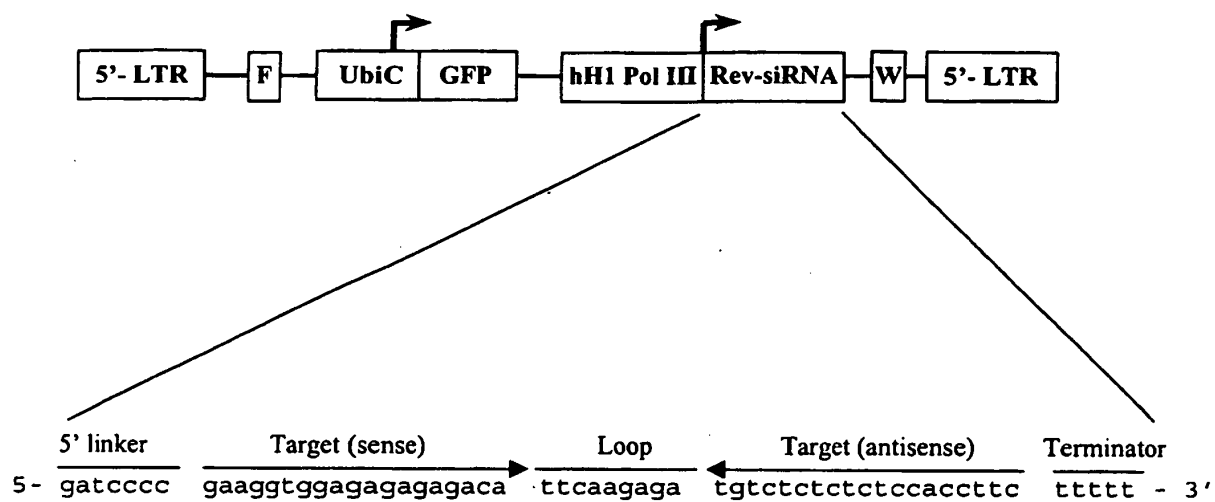 5'- LTR F UbiC GFP hH1 Pol III Rev-siRNA W 5'- LTR
5' linker Target (sense) Loop Target (antisense) Terminator
5- gatcccc gaaggtggagagagagaca ttcaagaga tgtctctctctccaccttc ttttt - 3'